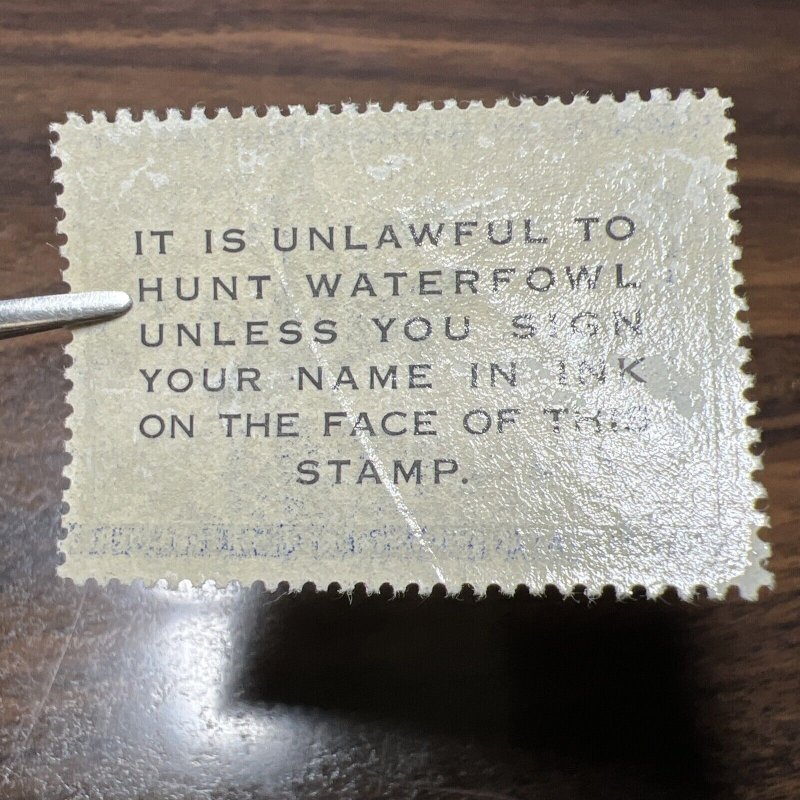 IT IS UNLAWFUL TO
HUNT WATERFOWL
UNLESS YOU SIGN
YOUR NAME IN INK
ON THE FACE OF THIS
STAMP.